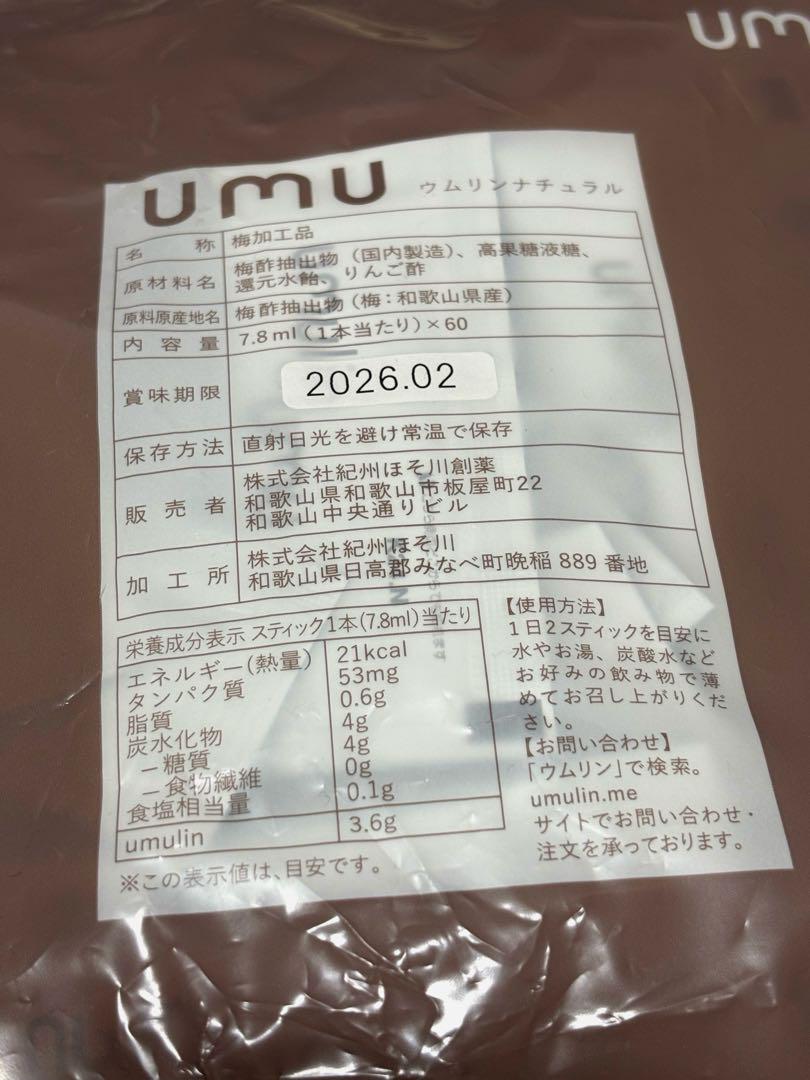 um
umu ウムリンナチュラル
名称 梅加工品
原材料名 梅酢抽出物(国内製造)、高果糖液糖、
還元水飴、りんご酢
原料原産地名 梅酢抽出物(梅:和歌山県産)
内容量 7.8ml(1本当たり)×60
賞味期限 2026.02
保存方法 直射日光を避け常温で保存
販売者 株式会社紀州ほそ川創薬
和歌山県和歌山市板屋町22
和歌山中央通りビル
加工所 株式会社紀州ほそ川
和歌山県日高郡みなべ町晩稲 889 番地
栄養成分表示 スティック1本(7.8ml)当たり
エネルギー(熱量) 21kcal
タンパク質 53mg
脂質 0.6g
炭水化物 4g
−糖質 4g
−食物繊維 0g
食塩相当量 0.1g
umulin 3.6g
※この表示値は、目安です。
【使用方法】
1日2スティックを目安に
水やお湯、炭酸水など
お好みの飲み物で薄
めてお召し上がりくだ
さい。
【お問い合わせ】
「ウムリン」で検索。
umulin.me
サイトでお問い合わせ・
注文を承っております。